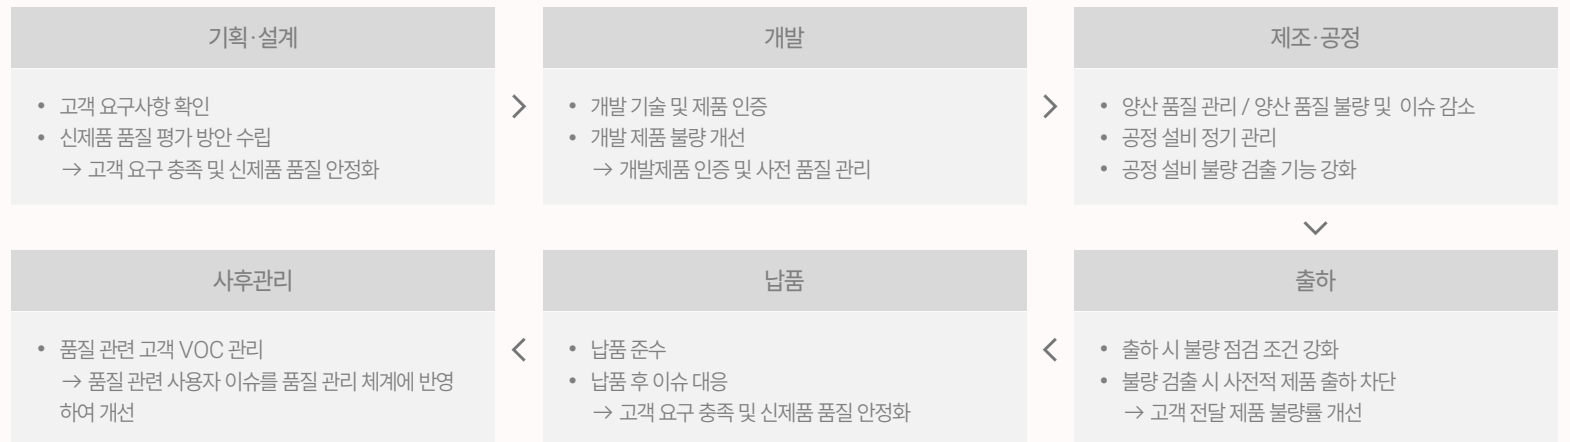 기획·설계
• 고객 요구사항 확인
• 신제품 품질 평가 방안 수립
→ 고객 요구 충족 및 신제품 품질 안정화
개발
• 개발 기술 및 제품 인증
• 개발 제품 불량 개선
→ 개발제품 인증 및 사전 품질 관리
제조·공정
• 양산 품질 관리 / 양산 품질 불량 및 이슈 감소
• 공정 설비 정기 관리
• 공정 설비 불량 검출 기능 강화
출하
• 출하 시 불량 점검 조건 강화
• 불량 검출 시 사전적 제품 출하 차단
→ 고객 전달 제품 불량률 개선
납품
• 납품 준수
• 납품 후 이슈 대응
→ 고객 요구 충족 및 신제품 품질 안정화
사후관리
• 품질 관련 고객 VOC 관리
→ 품질 관련 사용자 이슈를 품질 관리 체계에 반영
하여 개선